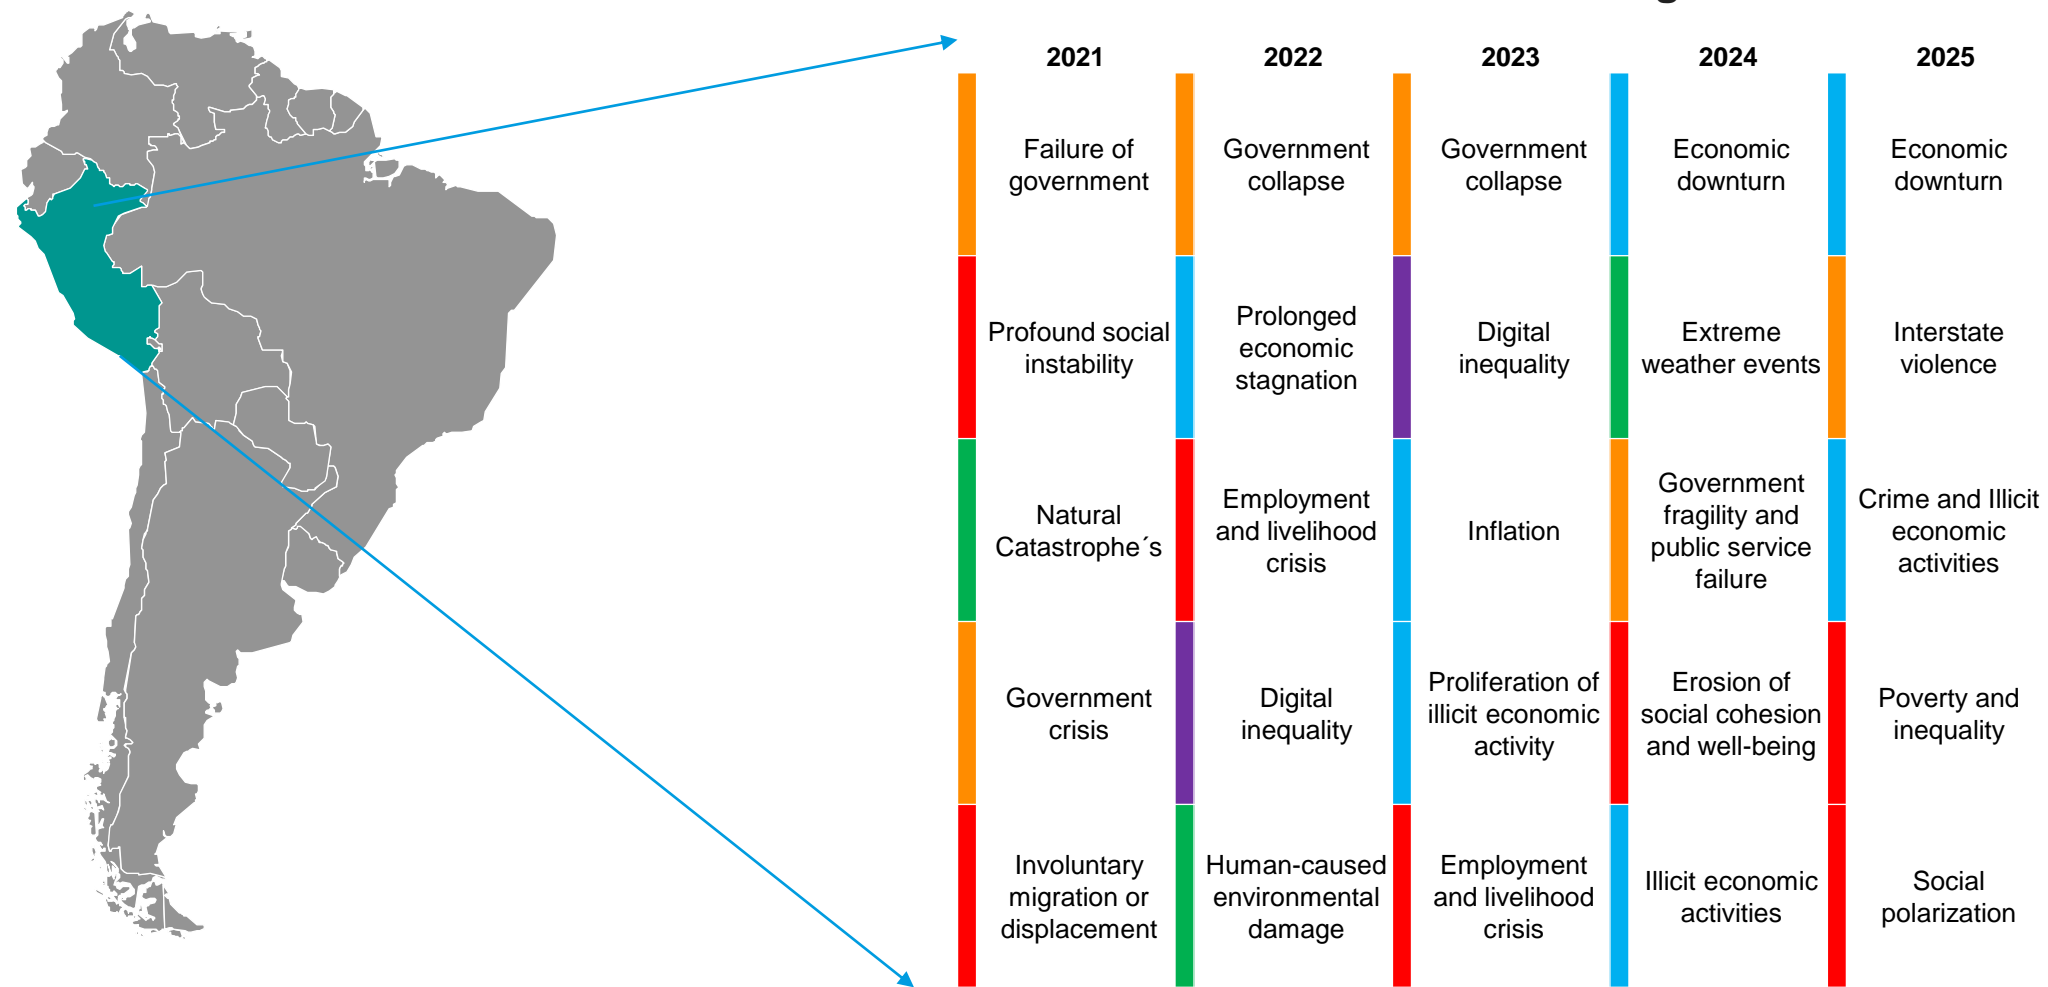 2021 2022 2023 2024 2025
Failure of
government
Government
collapse
Government
collapse
Economic
downturn
Economic
downturn
Profound social
instability
Prolonged
economic
stagnation
Digital
inequality
Extreme
weather events
Interstate
violence
Natural
Catastrophe´s
Employment
and livelihood
crisis
Inflation
Government
fragility and
public service
failure
Crime and Illicit
economic
activities
Government
crisis
Digital
inequality
Proliferation of
illicit economic
activity
Erosion of
social cohesion
and well-being
Poverty and
inequality
Involuntary
migration or
displacement
Human-caused
environmental
damage
Employment
and livelihood
crisis
Illicit economic
activities
Social
polarization